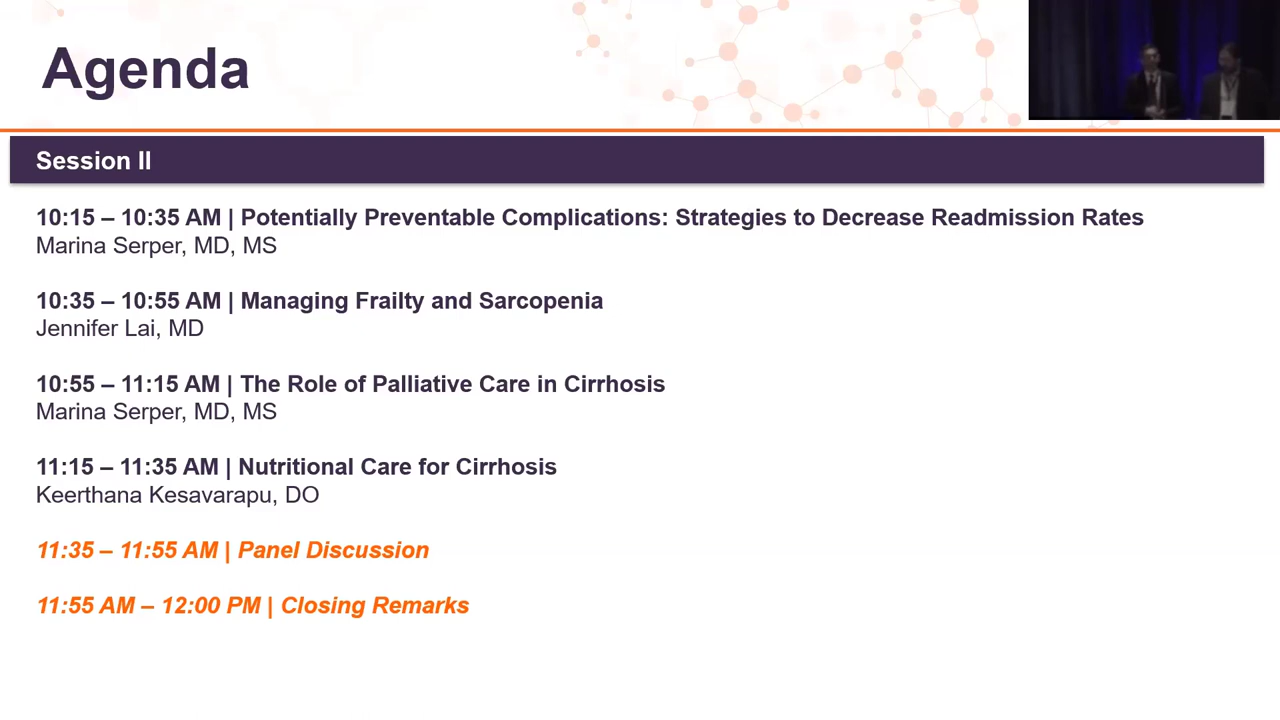 Agenda
Session II
10:15 – 10:35 AM | Potentially Preventable Complications: Strategies to Decrease Readmission Rates
Marina Serper, MD, MS
10:35 – 10:55 AM | Managing Frailty and Sarcopenia
Jennifer Lai, MD
10:55 – 11:15 AM | The Role of Palliative Care in Cirrhosis
Marina Serper, MD, MS
11:15 – 11:35 AM | Nutritional Care for Cirrhosis
Keerthana Kesavarapu, DO
11:35 – 11:55 AM | Panel Discussion
11:55 AM – 12:00 PM | Closing Remarks